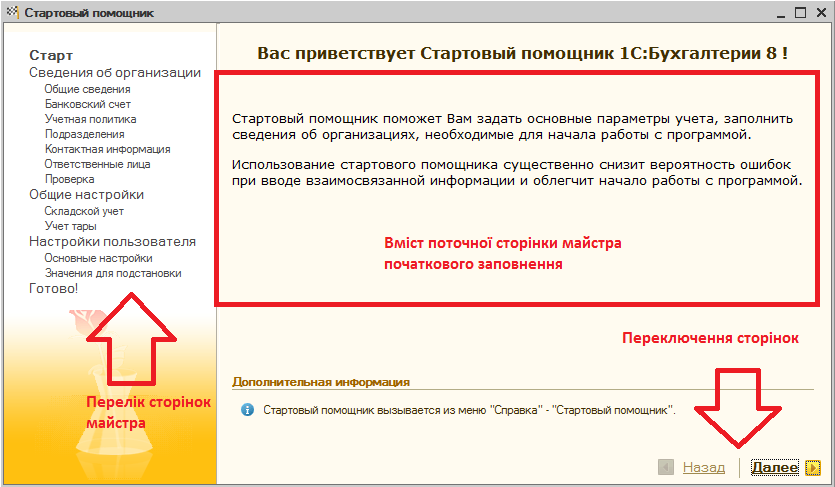 Стартовый помощник
Старт
Сведения об организации
Общие сведения
Банковский счет
Учетная политика
Подразделения
Контактная информация
Ответственные лица
Проверка
Общие настройки
Складской учет
Учет тары
Настройки пользователя
Основные настройки
Значения для подстановки
Готово!
Перелік сторінок
майстра
Вас приветствует Стартовый помощник 1С:Бухгалтерии 8 !
Стартовый помощник поможет Вам задать основные параметры учета, заполнить
сведения об организациях, необходимые для начала работы с программой.
Использование стартового помощника существенно снизит вероятность ошибок
при вводе взаимосвязанной информации и облегчит начало работы с программой.
Вміст поточної сторінки майстра
початкового заповнення
Переключення сторінок
Дополнительная информация
Стартовый помощник вызывается из меню "Справка" - "Стартовый помощник".
Назад
Далее